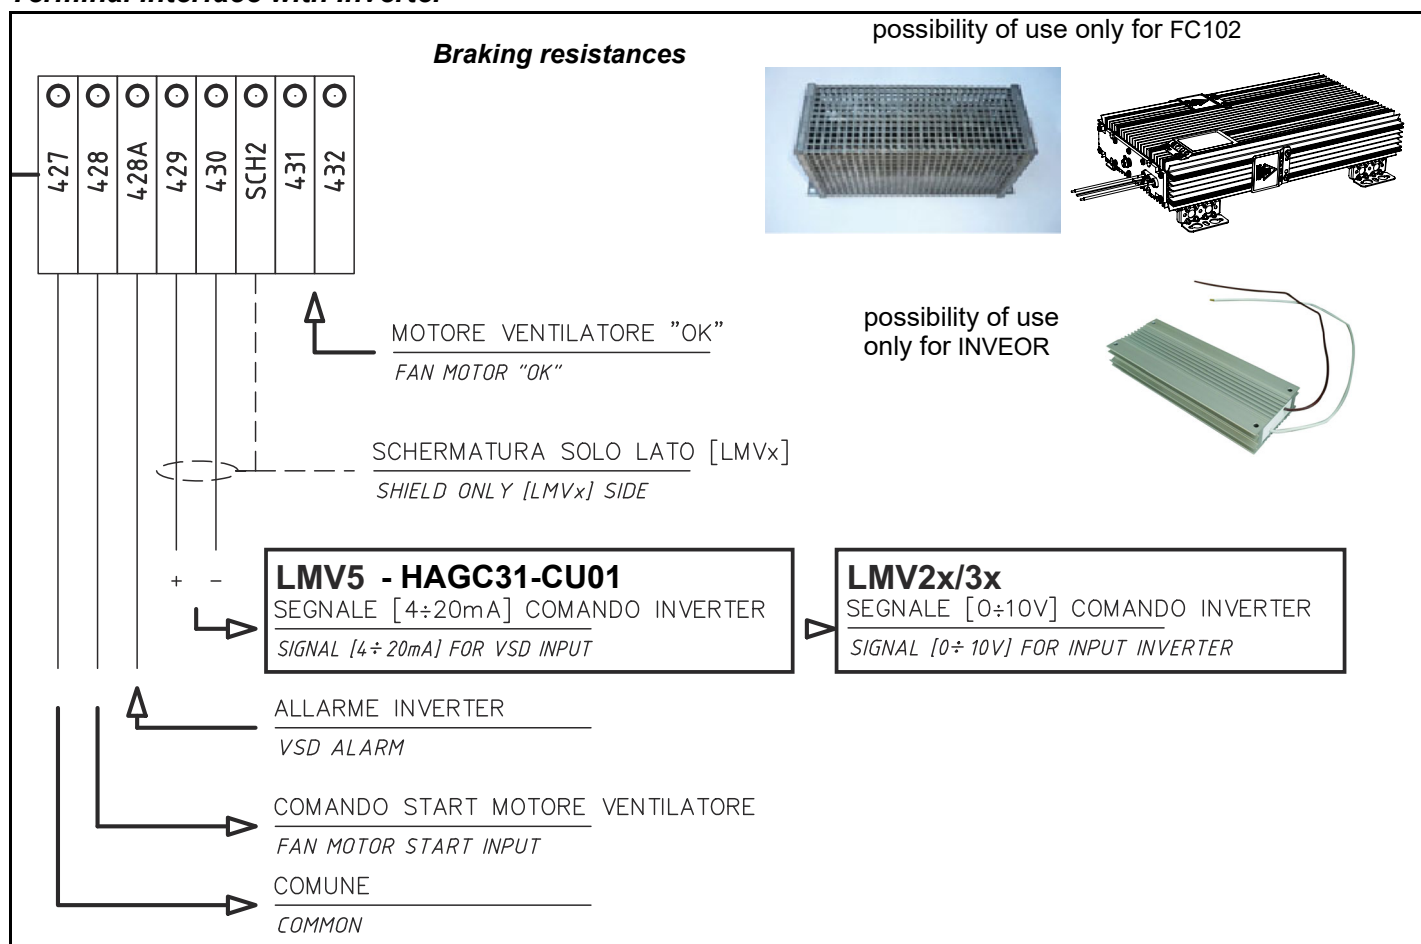 Terminal interface with inverter
possibility of use only for FC102
Braking resistances
427
428
428A
429
430
SCH2
431
432
possibility of use
only for INVEOR
MOTORE VENTILATORE "OK"
FAN MOTOR "OK"
SCHERMATURA SOLO LATO [LMVx]
SHIELD ONLY [LMVx] SIDE
+ −
LMV5 - HAGC31-CU01
SEGNALE [4÷20mA] COMANDO INVERTER
SIGNAL [4÷20mA] FOR VSD INPUT
LMV2x/3x
SEGNALE [0÷10V] COMANDO INVERTER
SIGNAL [0÷10V] FOR INPUT INVERTER
ALLARME INVERTER
VSD ALARM
COMANDO START MOTORE VENTILATORE
FAN MOTOR START INPUT
COMUNE
COMMON